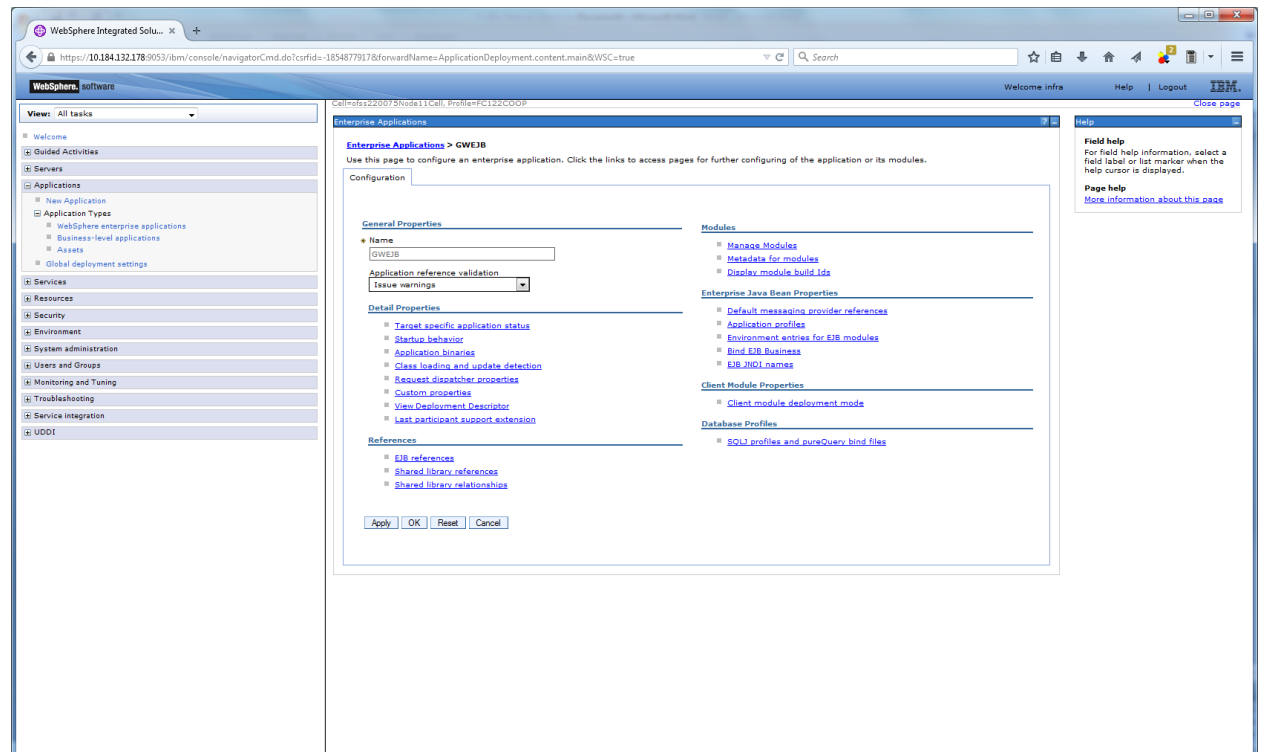 WebSphere Integrated Solu...
https://10.184.132.178:9053/ibm/console/navigatorCmd.do?csrfid=-1854877917&forwardName=ApplicationDeployment.content.main&WSC=true
Search
2
WebSphere. software
Welcome infra
Help | Logout
IBM.
View: All tasks
Welcome
Guided Activities
Servers
Applications
New Application
Application Types
WebSphere enterprise applications
Business-level applications
Assets
Global deployment settings
Services
Resources
Security
Environment
System administration
Users and Groups
Monitoring and Tuning
Troubleshooting
Service integration
UDDI
Cell=ofss220075Node11Cell, Profile=FC122COOP
Close page
Enterprise Applications
Enterprise Applications > GWEJB
Use this page to configure an enterprise application. Click the links to access pages for further configuring of the application or its modules.
Configuration
General Properties
Name
GWEJB
Application reference validation
Issue warnings
Detail Properties
Target specific application status
Startup behavior
Application binaries
Class loading and update detection
Request dispatcher properties
Custom properties
View Deployment Descriptor
Last participant support extension
References
EJB references
Shared library references
Shared library relationships
Modules
Manage Modules
Metadata for modules
Display module build Ids
Enterprise Java Bean Properties
Default messaging provider references
Application profiles
Environment entries for EJB modules
Bind EJB Business
EJB JNDI names
Client Module Properties
Client module deployment mode
Database Profiles
SQLJ profiles and pureQuery bind files
Apply
OK
Reset
Cancel
Help
Field help
For field help information, select a
field label or list marker when the
help cursor is displayed.
Page help
More information about this page